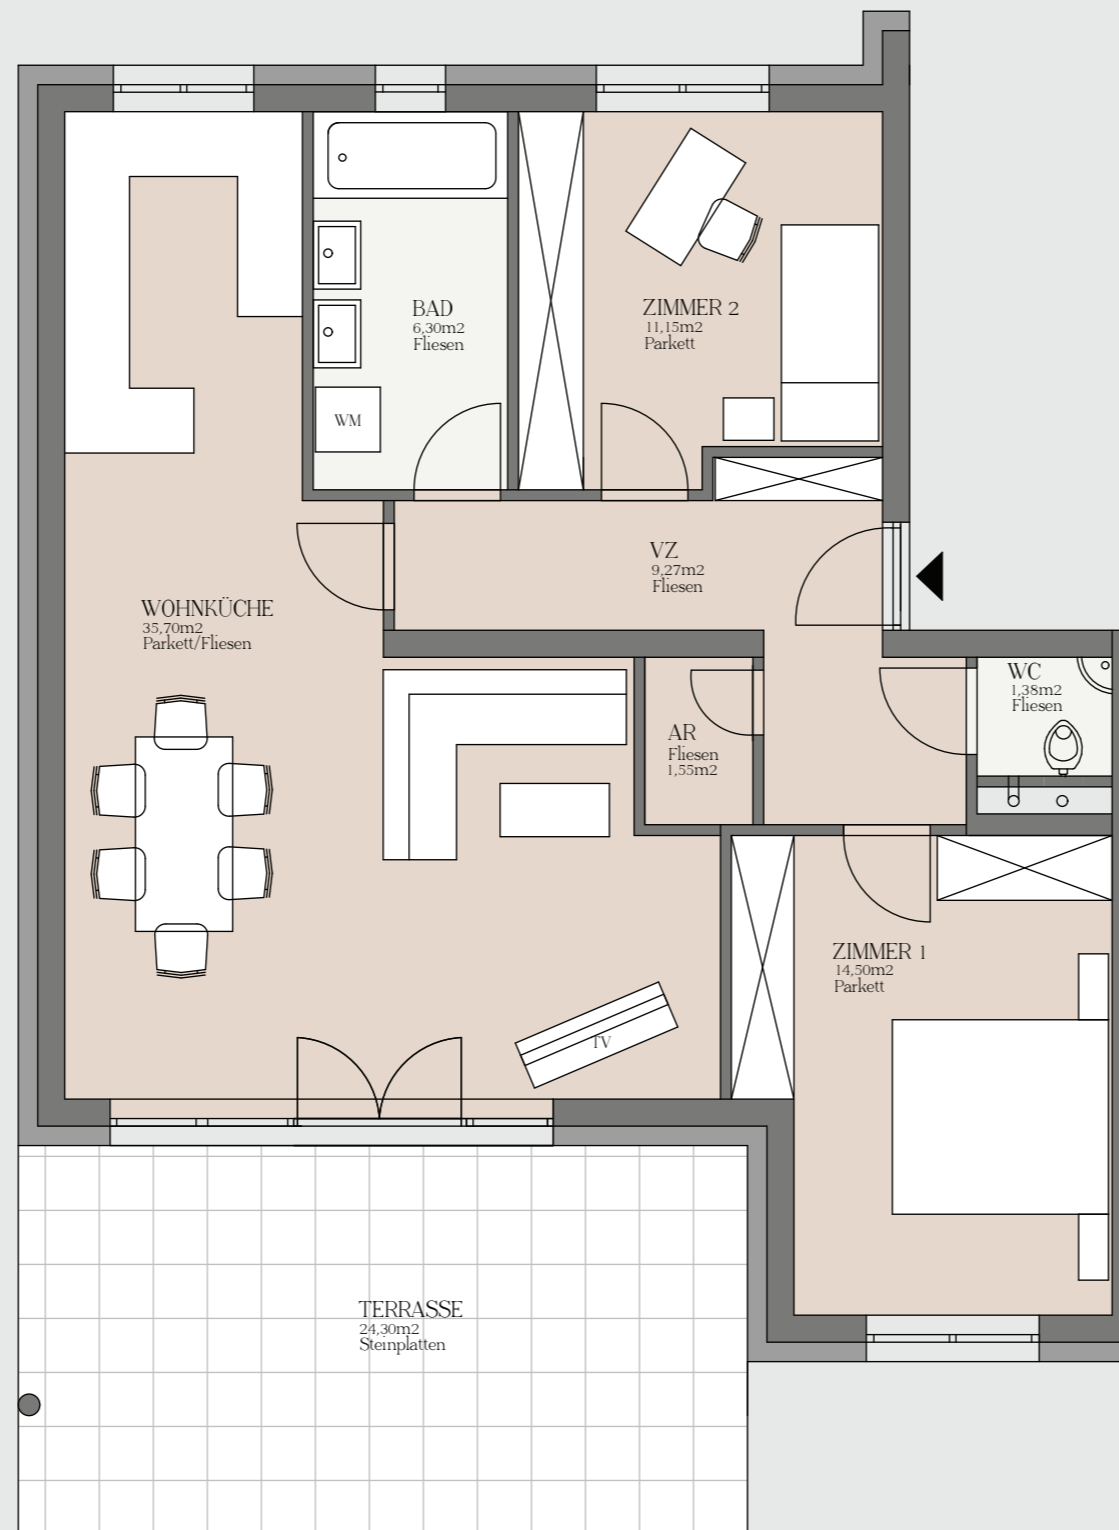 BAD
6,30m2
Fliesen
ZIMMER 2
11,15m2
Parkett
WM
VZ
9,27m2
Fliesen
WOHNKÜCHE
35,70m2
Parkett/Fliesen
WC
1,38m2
Fliesen
AR
Fliesen
1,55m2
ZIMMER 1
14,50m2
Parkett
TV
TERRASSE
24,30m2
Steinplatten